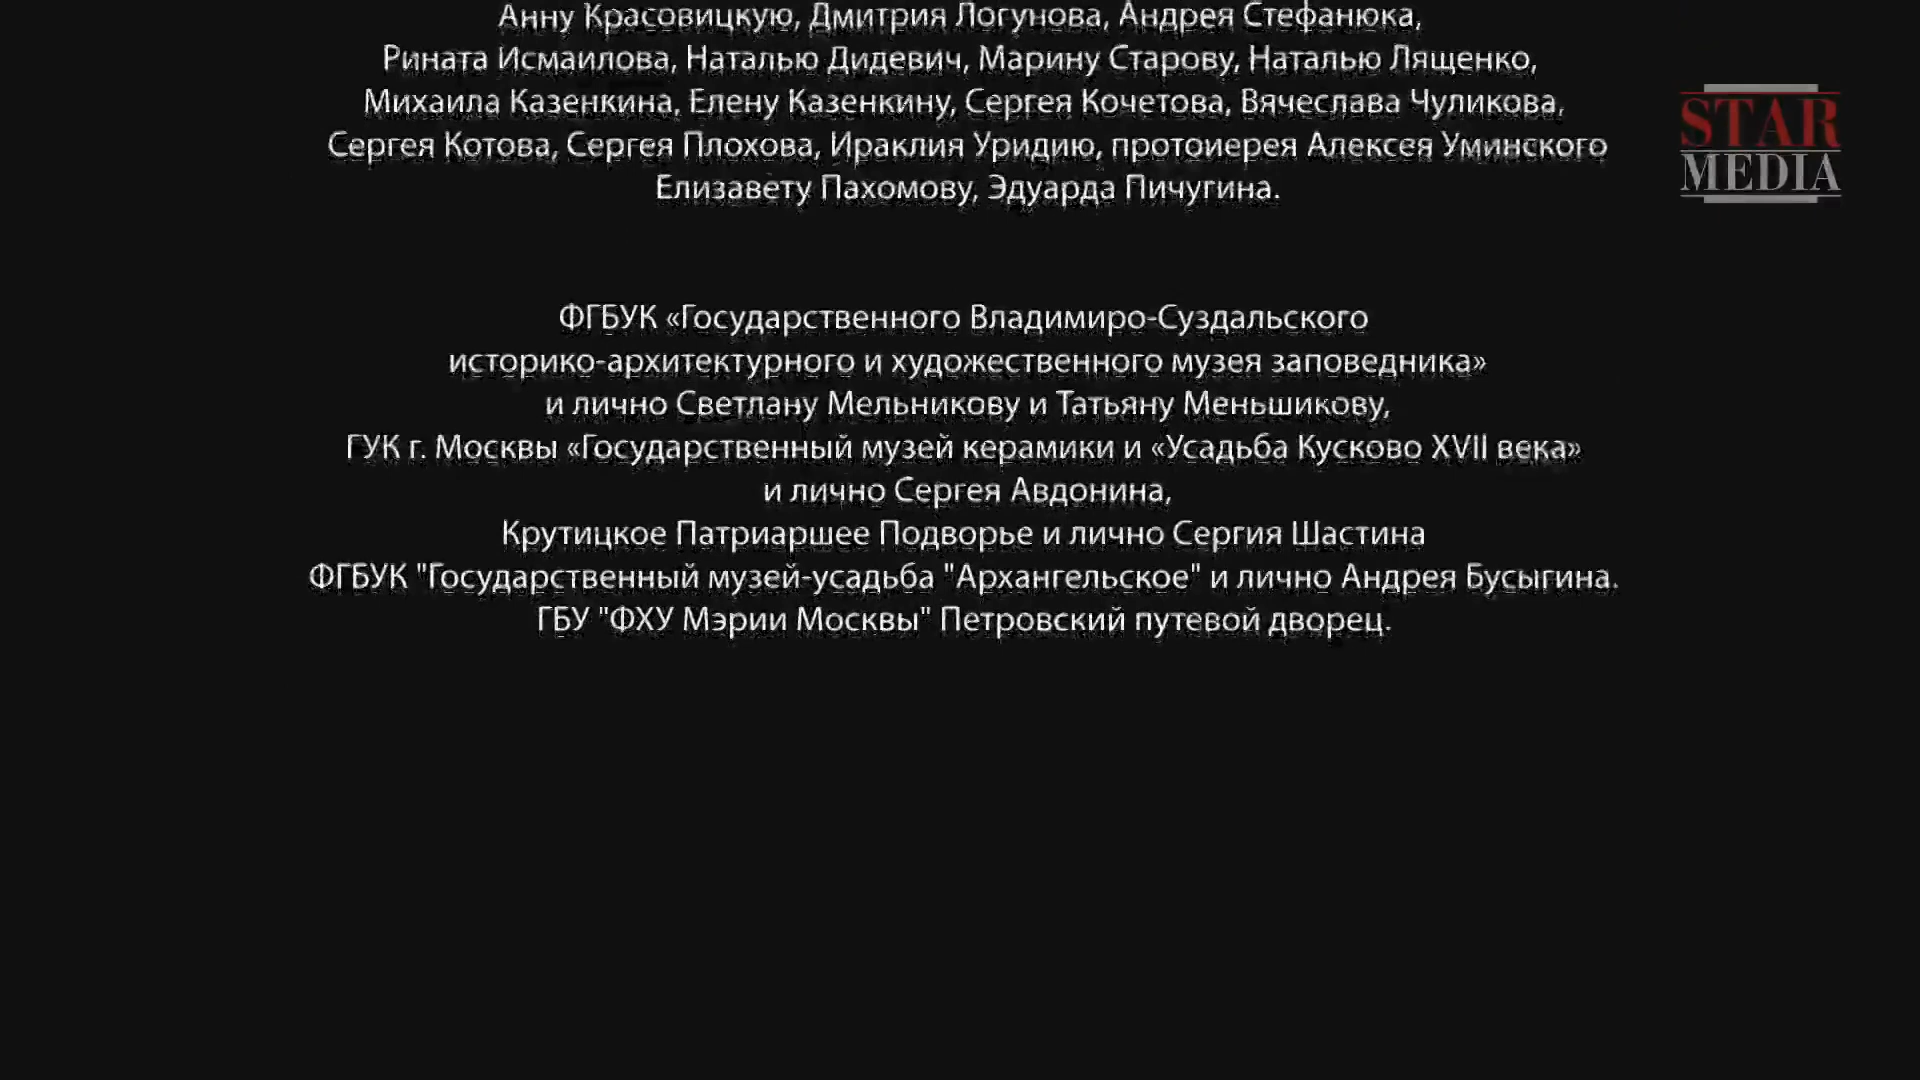 Анну Красовицкую, Дмитрия Логунова, Андрея Стефанюка,
Рината Исмаилова, Наталью Дидевич, Марину Старову, Наталью Лященко,
Михаила Казенкина, Елену Казенкину, Сергея Кочетова, Вячеслава Чуликова,
Сергея Котова, Сергея Плохова, Ираклия Уридию, протоиерея Алексея Уминского
Елизавету Пахомову, Эдуарда Пичугина.
STAR
MEDIA
ФГБУК «Государственного Владимиро-Суздальского
историко-архитектурного и художественного музея заповедника»
и лично Светлану Мельникову и Татьяну Меньшикову,
ГУК г. Москвы «Государственный музей керамики и «Усадьба Кусково XVII века»
и лично Сергея Авдонина,
Крутицкое Патриаршее Подворье и лично Сергия Шастина
ФГБУК "Государственный музей-усадьба "Архангельское" и лично Андрея Бусыгина.
ГБУ "ФХУ Мэрии Москвы" Петровский путевой дворец.